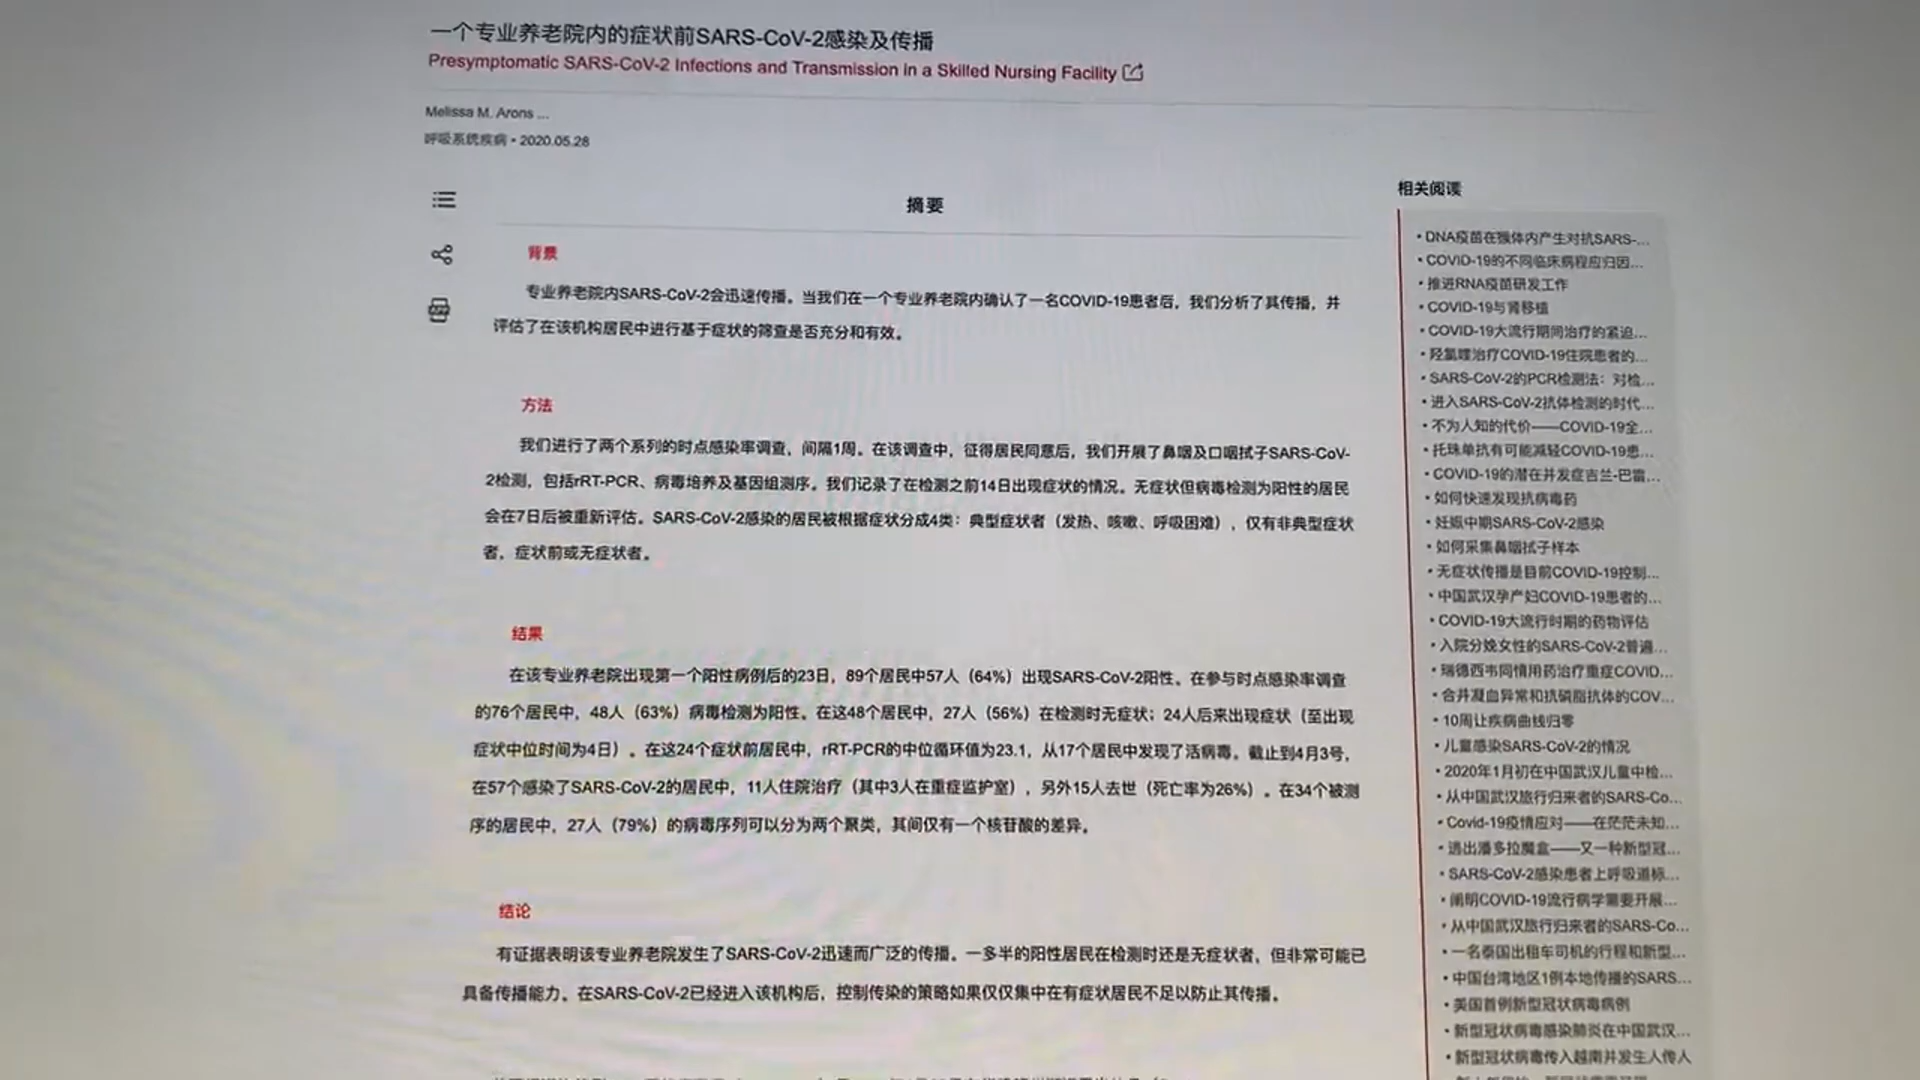 一个专业养老院内的症状前SARS-CoV-2感染及传播
Presymptomatic SARS-CoV-2 Infections and Transmission in a Skilled Nursing Facility
Melissa M. Arons ...
呼吸系统疾病 • 2020.05.28
摘要
背景
专业养老院内SARS-CoV-2会迅速传播。当我们在一个专业养老院内确认了一名COVID-19患者后，我们分析了其传播，并
评估了在该机构居民中进行基于症状的筛查是否充分和有效。
方法
我们进行了两个系列的时点感染率调查，间隔1周。在该调查中，征得居民同意后，我们开展了鼻咽及口咽拭子SARS-CoV-
2检测，包括rRT-PCR、病毒培养及基因组测序。我们记录了在检测之前14日出现症状的情况。无症状但病毒检测为阳性的居民
会在7日后被重新评估。SARS-CoV-2感染的居民被根据症状分成4类：典型症状者（发热、咳嗽、呼吸困难），仅有非典型症状
者，症状前或无症状者。
结果
在该专业养老院出现第一个阳性病例后的23日，89个居民中57人（64%）出现SARS-CoV-2阳性。在参与时点感染率调查
的76个居民中，48人（63%）病毒检测为阳性。在这48个居民中，27人（56%）在检测时无症状；24人后来出现症状（至出现
症状中位时间为4日）。在这24个症状前居民中，rRT-PCR的中位循环值为23.1，从17个居民中发现了活病毒。截止到4月3号，
在57个感染了SARS-CoV-2的居民中，11人住院治疗（其中3人在重症监护室），另外15人去世（死亡率为26%）。在34个被测
序的居民中，27人（79%）的病毒序列可以分为两个聚类，其间仅有一个核苷酸的差异。
结论
有证据表明该专业养老院发生了SARS-CoV-2迅速而广泛的传播。一多半的阳性居民在检测时还是无症状者，但非常可能已
具备传播能力。在SARS-CoV-2已经进入该机构后，控制传染的策略如果仅仅集中在有症状居民不足以防止其传播。
相关阅读
• DNA疫苗在猴体内产生对抗SARS-...
• COVID-19的不同临床病程应归因...
• 推进RNA疫苗研发工作
• COVID-19与肾移植
• COVID-19大流行期间治疗的紧迫...
• 羟氯喹治疗COVID-19住院患者的...
• SARS-CoV-2的PCR检测法：对检...
• 进入SARS-CoV-2抗体检测的时代...
• 不为人知的代价——COVID-19全...
• 托珠单抗有可能减轻COVID-19患...
• COVID-19的潜在并发症吉兰-巴雷...
• 如何快速发现抗病毒药
• 妊娠中期SARS-CoV-2感染
• 如何采集鼻咽拭子样本
• 无症状传播是目前COVID-19控制...
• 中国武汉孕产妇COVID-19患者的...
• COVID-19大流行时期的药物评估
• 入院分娩女性的SARS-CoV-2普遍...
• 瑞德西韦同情用药治疗重症COVID...
• 合并凝血异常和抗磷脂抗体的COV...
• 10周让疾病曲线归零
• 儿童感染SARS-CoV-2的情况
• 2020年1月初在中国武汉儿童中检...
• 从中国武汉旅行归来者的SARS-Co...
• Covid-19疫情应对——在茫茫未知...
• 逃出潘多拉魔盒——又一种新型冠...
• SARS-CoV-2感染患者上呼吸道标...
• 阐明COVID-19流行病学需要开展...
• 从中国武汉旅行归来者的SARS-Co...
• 一名泰国出租车司机的行程和新型...
• 中国台湾地区1例本地传播的SARS...
• 美国首例新型冠状病毒病例
• 新型冠状病毒感染肺炎在中国武汉...
• 新型冠状病毒传入越南并发生人传人